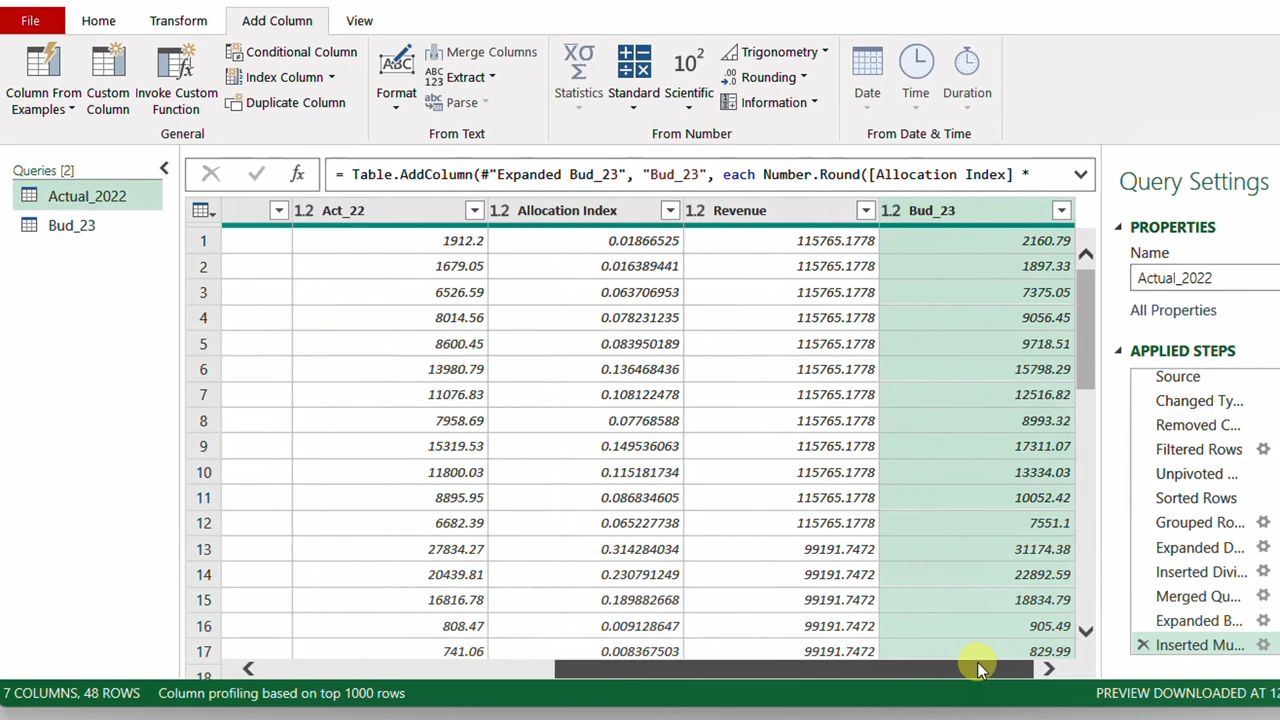 File Home Transform Add Column View
Column From Examples Custom Column Invoke Custom Function Conditional Column Index Column Duplicate Column
General
ABC Format Merge Columns ABC 123 Extract abc Parse
From Text
XΣσ Statistics Standard 10² Scientific Trigonometry .00 Rounding Information
From Number
Date Time Duration
From Date & Time
Queries [2]
Actual_2022
Bud_23
fx = Table.AddColumn(#"Expanded Bud_23", "Bud_23", each Number.Round([Allocation Index] *
1.2 Act_22 1.2 Allocation Index 1.2 Revenue 1.2 Bud_23
1 1912.2 0.01866525 115765.1778 2160.79
2 1679.05 0.016389441 115765.1778 1897.33
3 6526.59 0.063706953 115765.1778 7375.05
4 8014.56 0.078231235 115765.1778 9056.45
5 8600.45 0.083950189 115765.1778 9718.51
6 13980.79 0.136468436 115765.1778 15798.29
7 11076.83 0.108122478 115765.1778 12516.82
8 7958.69 0.07768588 115765.1778 8993.32
9 15319.53 0.149536063 115765.1778 17311.07
10 11800.03 0.115181734 115765.1778 13334.03
11 8895.95 0.086834605 115765.1778 10052.42
12 6682.39 0.065227738 115765.1778 7551.1
13 27834.27 0.314284034 99191.7472 31174.38
14 20439.81 0.230791249 99191.7472 22892.59
15 16816.78 0.189882668 99191.7472 18834.79
16 808.47 0.009128647 99191.7472 905.49
17 741.06 0.008367503 99191.7472 829.99
18
Query Settings
PROPERTIES
Name
Actual_2022
All Properties
APPLIED STEPS
Source
Changed Ty...
Removed C...
Filtered Rows
Unpivoted ...
Sorted Rows
Grouped Ro...
Expanded D...
Inserted Divi...
Merged Qu...
Expanded B...
Inserted Mu...
7 COLUMNS, 48 ROWS Column profiling based on top 1000 rows PREVIEW DOWNLOADED AT 12